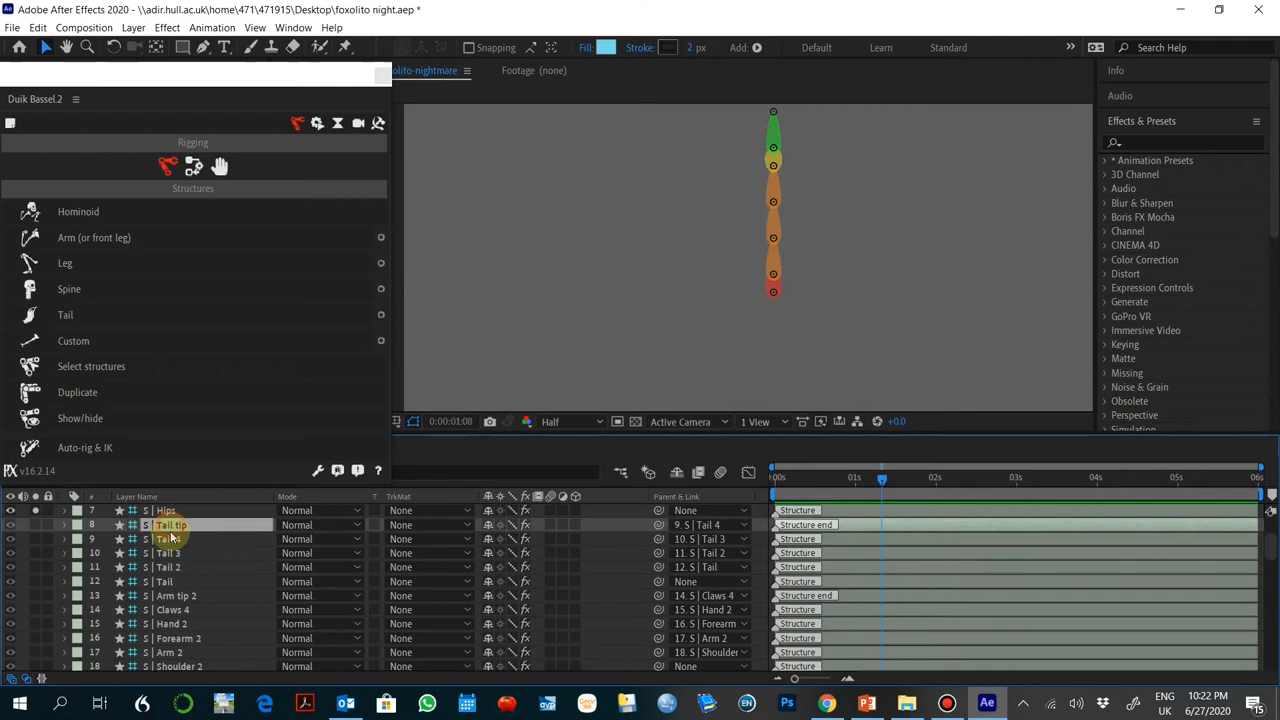 Adobe After Effects 2020 - \\adir.hull.ac.uk\home\471\471915\Desktop\foxolito night.aep *
File Edit Composition Layer Effect Animation View Window Help
Snapping Fill: Stroke: 2 px Add: Default Learn Standard Search Help
olito-nightmare Footage (none) Info
Duik Bassel.2 Audio
Effects & Presets
Rigging
* Animation Presets
3D Channel
Structures Audio
Blur & Sharpen
Hominoid Boris FX Mocha
Channel
Arm (or front leg) CINEMA 4D
Color Correction
Leg Distort
Expression Controls
Spine Generate
GoPro VR
Tail Immersive Video
Keying
Custom Matte
Missing
Select structures Noise & Grain
Obsolete
Duplicate Perspective
Show/hide Simulation
0:00:01:08 Half Active Camera 1 View +0.0
Auto-rig & IK
v16.2.14
:00s 01s 02s 03s 04s 05s 06s
# Layer Name Mode T TrkMat Parent & Link
7 S | Hips Normal None None Structure
8 S | Tail tip Normal None 9. S | Tail 4 Structure end
9 S | Tail 4 Normal None 10. S | Tail 3 Structure
10 S | Tail 3 Normal None 11. S | Tail 2 Structure
11 S | Tail 2 Normal None 12. S | Tail Structure
12 S | Tail Normal None None Structure
13 S | Arm tip 2 Normal None 14. S | Claws 4 Structure end
14 S | Claws 4 Normal None 15. S | Hand 2 Structure
15 S | Hand 2 Normal None 16. S | Forearm Structure
16 S | Forearm 2 Normal None 17. S | Arm 2 Structure
17 S | Arm 2 Normal None 18. S | Shoulder Structure
18 S | Shoulder 2 Normal None None Structure
ENG
UK
10:22 PM
6/27/2020
15